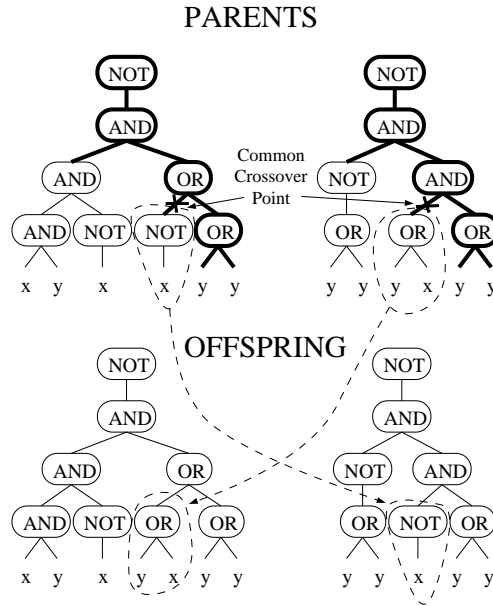 PARENTS
NOT NOT
AND AND
Common
Crossover
Point
AND OR NOT AND
AND NOT NOT OR OR OR OR
x y x x y y y y y x y y
OFFSPRING
NOT NOT
AND AND
AND OR NOT AND
AND NOT OR OR OR NOT OR
x y x y x y y y y x y y